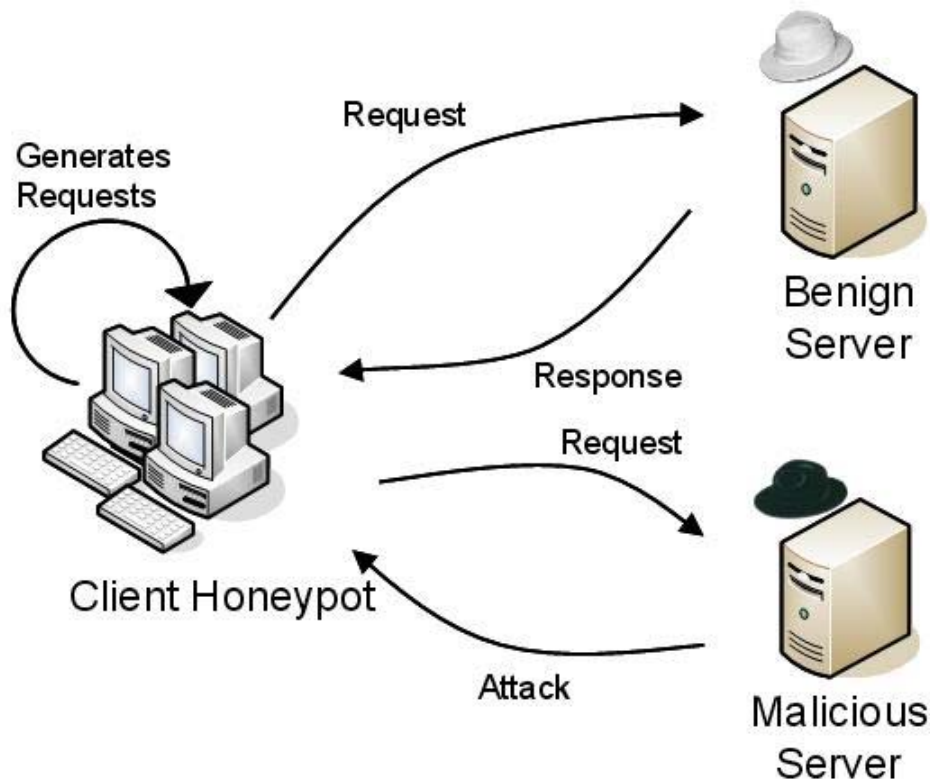 Request
Generates
Requests
Benign
Server
Response
Request
Client Honeypot
Attack
Malicious
Server